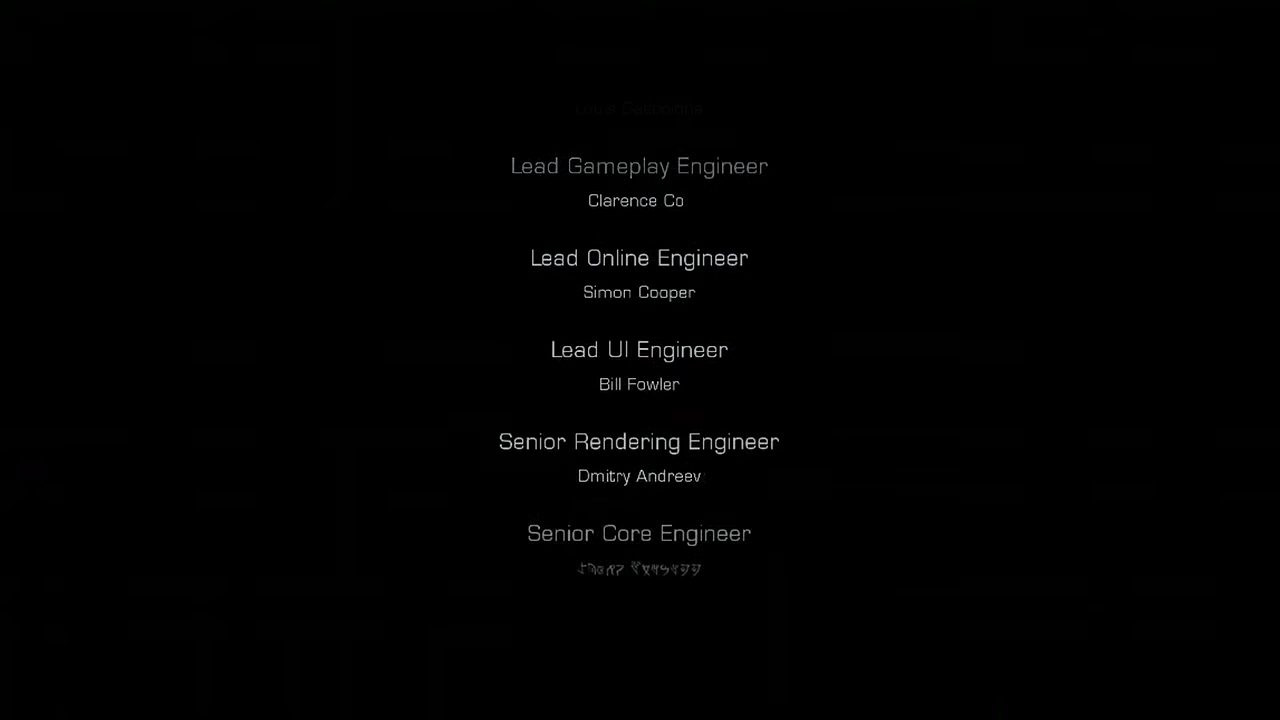 Lead Gameplay Engineer
Clarence Co
Lead Online Engineer
Simon Cooper
Lead UI Engineer
Bill Fowler
Senior Rendering Engineer
Dmitry Andreev
Senior Core Engineer